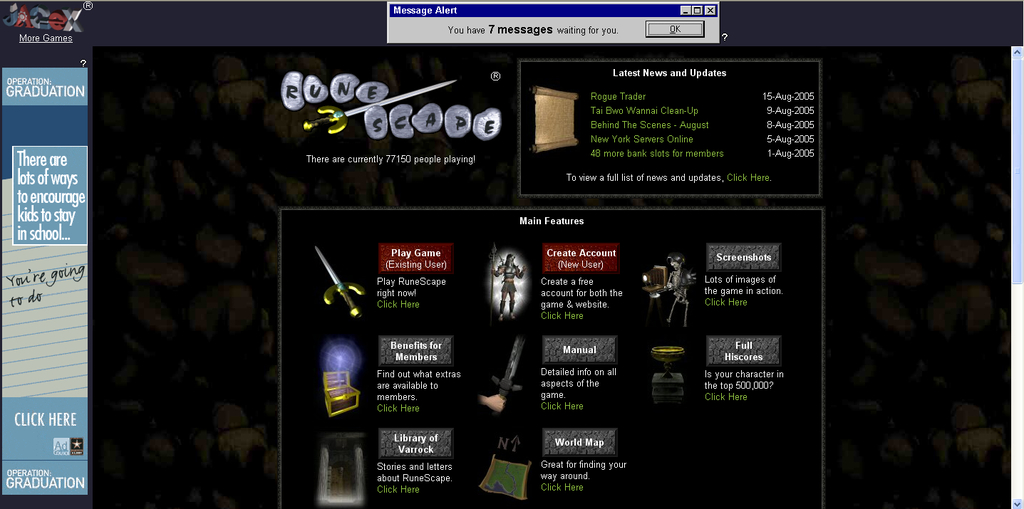 JAGeX ®
More Games
Message Alert
You have 7 messages waiting for you.
OK
?
?
OPERATION:
GRADUATION
There are
lots of ways
to encourage
kids to stay
in school...
You're going
to do
CLICK HERE
Ad
OPERATION:
GRADUATION
RUNE
SCAPE
®
There are currently 77150 people playing!
Latest News and Updates
Rogue Trader 15-Aug-2005
Tai Bwo Wannai Clean-Up 9-Aug-2005
Behind The Scenes - August 8-Aug-2005
New York Servers Online 5-Aug-2005
48 more bank slots for members 1-Aug-2005
To view a full list of news and updates, Click Here.
Main Features
Play Game
(Existing User)
Play RuneScape
right now!
Click Here
Create Account
(New User)
Create a free
account for both the
game & website.
Click Here
Screenshots
Lots of images of
the game in action.
Click Here
Benefits for
Members
Find out what extras
are available to
members.
Click Here
Manual
Detailed info on all
aspects of the
game.
Click Here
Full
Hiscores
Is your character in
the top 500,000?
Click Here
Library of
Varrock
Stories and letters
about RuneScape.
Click Here
N
World Map
Great for finding your
way around.
Click Here